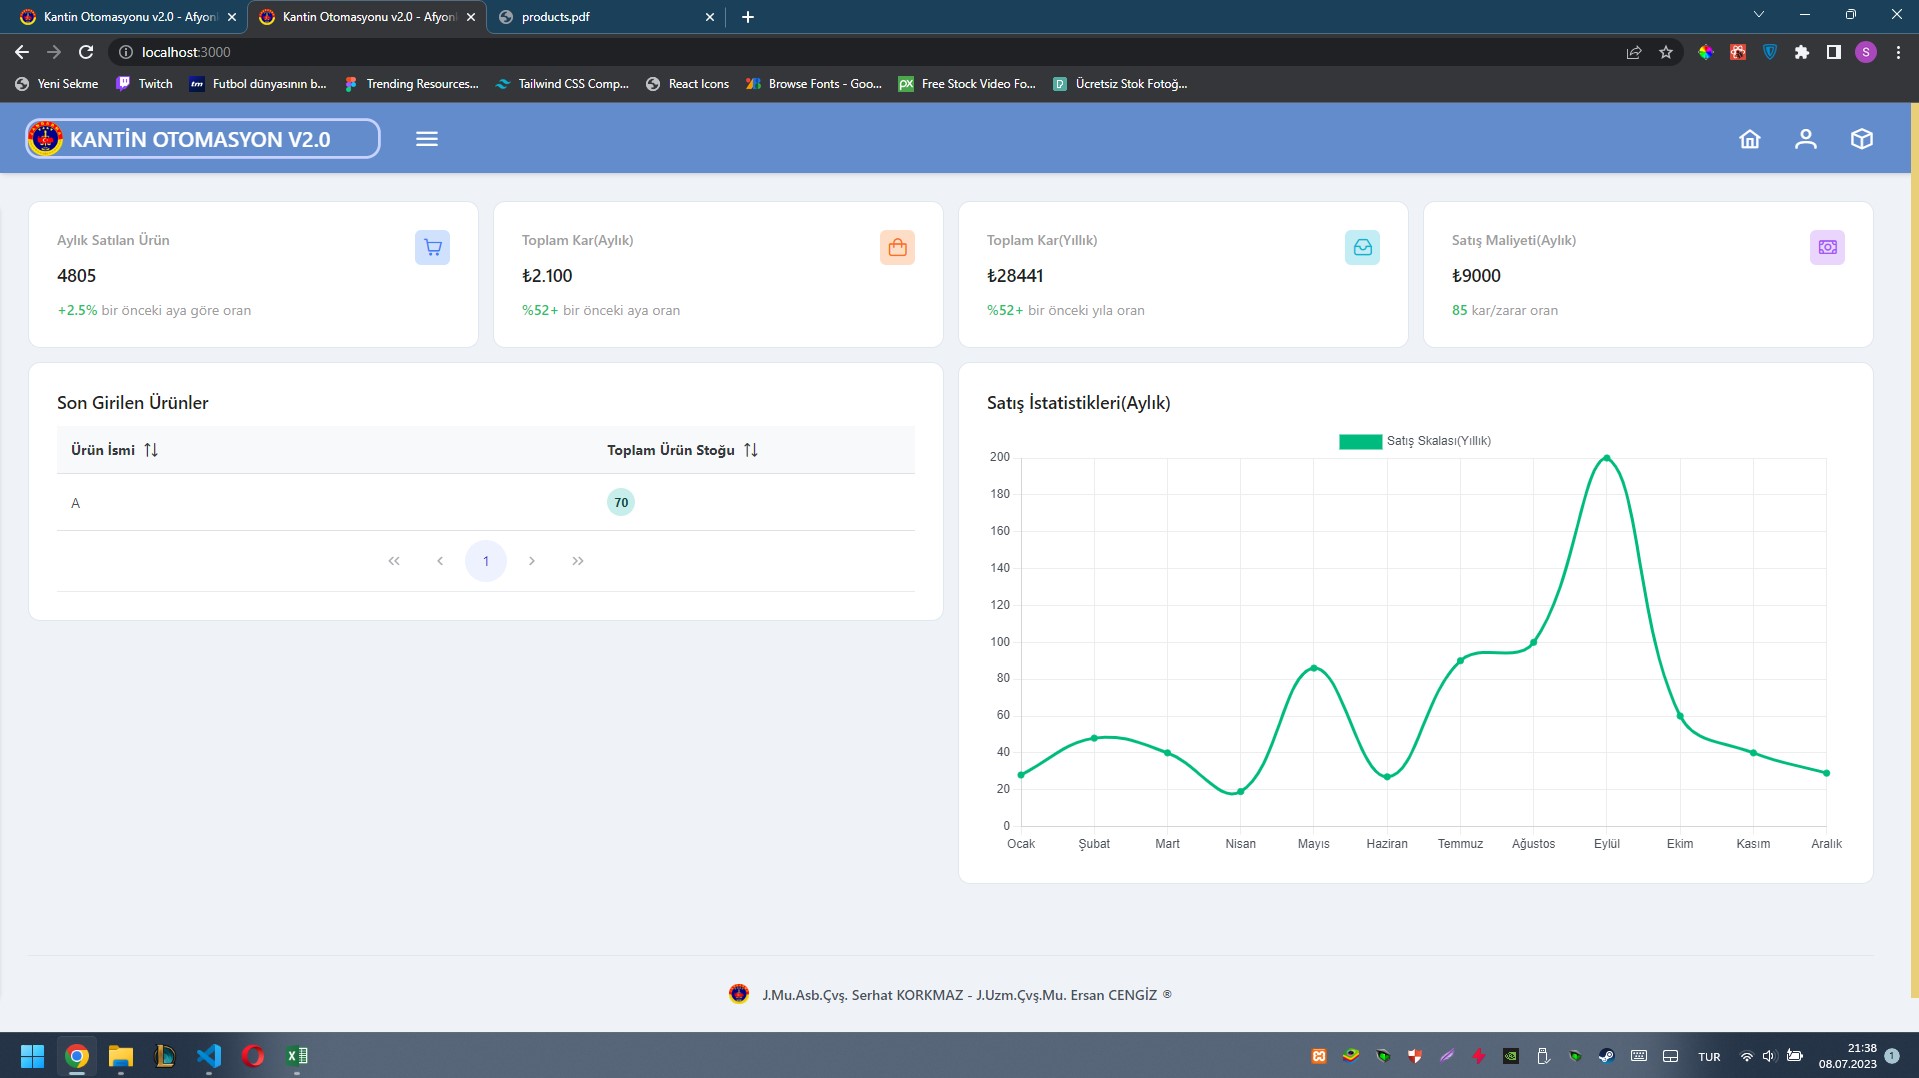 Kantin Otomasyonu v2.0 - Afyon
Kantin Otomasyonu v2.0 - Afyon
products.pdf
localhost:3000
S
Yeni Sekme
Twitch
tm
Futbol dünyasının b...
Trending Resources...
Tailwind CSS Comp...
React Icons
Browse Fonts - Goo...
px
Free Stock Video Fo...
Ücretsiz Stok Fotoğ...
KANTİN OTOMASYON V2.0
Aylık Satılan Ürün
4805
+2.5% bir önceki aya göre oran
Toplam Kar(Aylık)
₺2.100
%52+ bir önceki aya oran
Toplam Kar(Yıllık)
₺28441
%52+ bir önceki yıla oran
Satış Maliyeti(Aylık)
₺9000
85 kar/zarar oran
Son Girilen Ürünler
Ürün İsmi
Toplam Ürün Stoğu
A
70
1
Satış İstatistikleri(Aylık)
Satış Skalası(Yıllık)
200
180
160
140
120
100
80
60
40
20
0
Ocak Şubat Mart Nisan Mayıs Haziran Temmuz Ağustos Eylül Ekim Kasım Aralık
J.Mu.Asb.Çvş. Serhat KORKMAZ - J.Uzm.Çvş.Mu. Ersan CENGİZ ®
TUR
21:38
08.07.2023
1